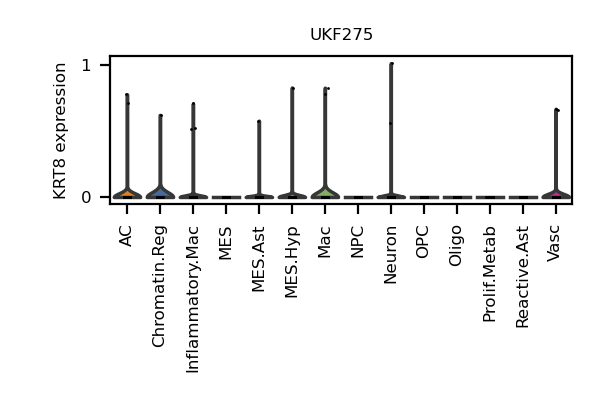 UKF275
KRT8 expression
1
0
AC
Chromatin.Reg
Inflammatory.Mac
MES
MES.Ast
MES.Hyp
Mac
NPC
Neuron
OPC
Oligo
Prolif.Metab
Reactive.Ast
Vasc